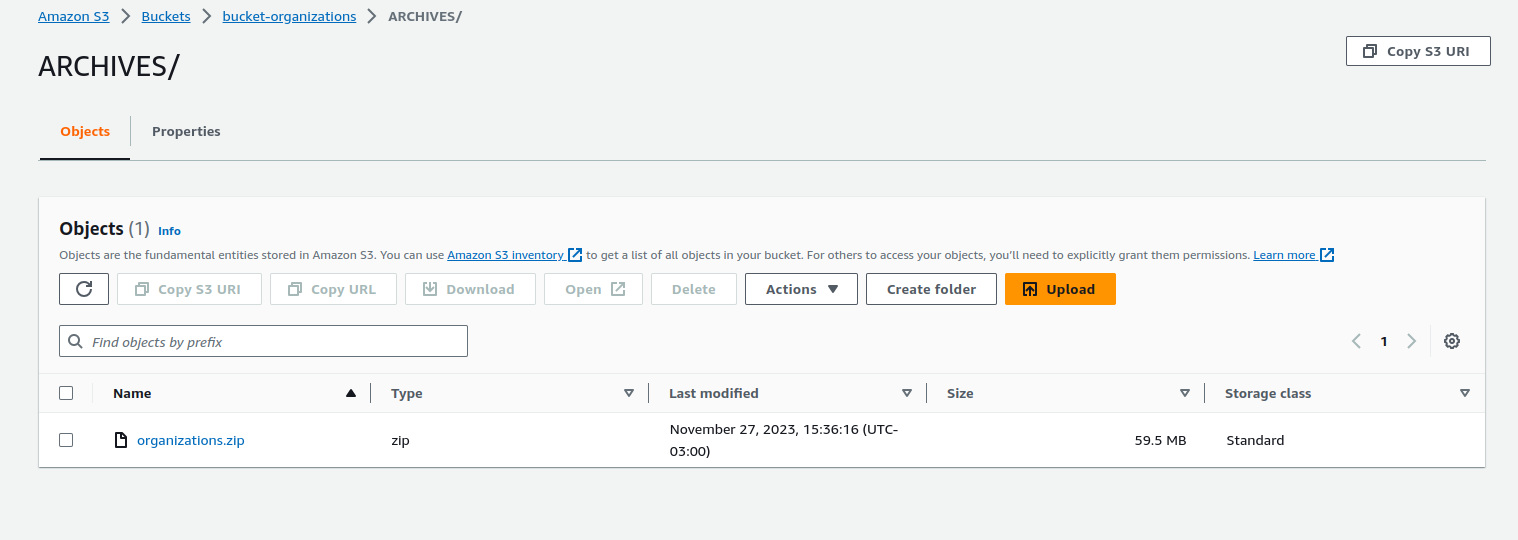 Amazon S3 Buckets bucket-organizations ARCHIVES/
ARCHIVES/
Copy S3 URI
Objects Properties
Objects (1) Info
Objects are the fundamental entities stored in Amazon S3. You can use Amazon S3 inventory to get a list of all objects in your bucket. For others to access your objects, you'll need to explicitly grant them permissions. Learn more
Copy S3 URI Copy URL Download Open Delete Actions Create folder Upload
Find objects by prefix
1
Name Type Last modified Size Storage class
organizations.zip zip November 27, 2023, 15:36:16 (UTC-
03:00) 59.5 MB Standard